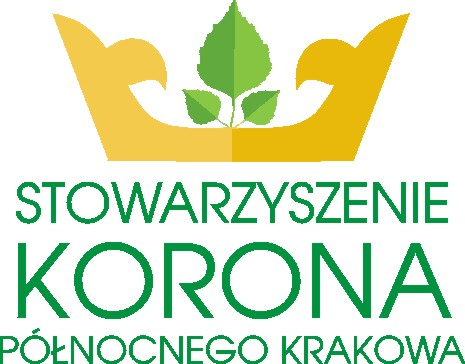 STOWARZYSZENIE
KORONA
PÓŁNOCNEGO KRAKOWA